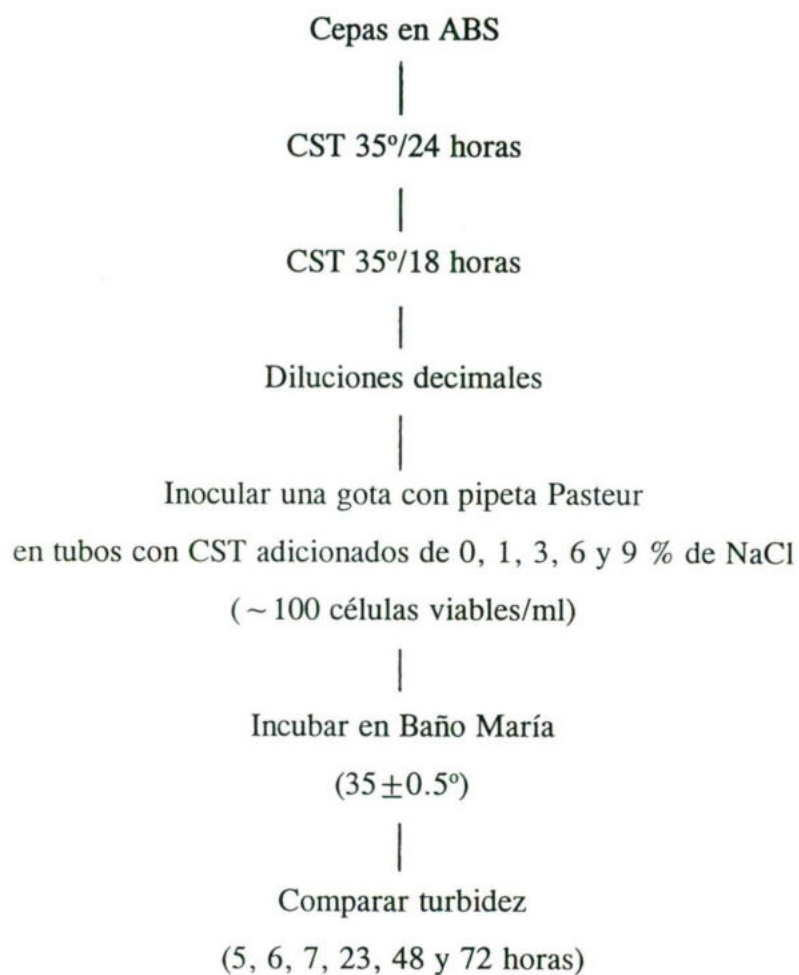 Cepas en ABS
CST 35º/24 horas
CST 35º/18 horas
Diluciones decimales
Inocular una gota con pipeta Pasteur
en tubos con CST adicionados de 0, 1, 3, 6 y 9 % de NaCl
(~100 células viables/ml)
Incubar en Baño María
(35±0.5º)
Comparar turbidez
(5, 6, 7, 23, 48 y 72 horas)